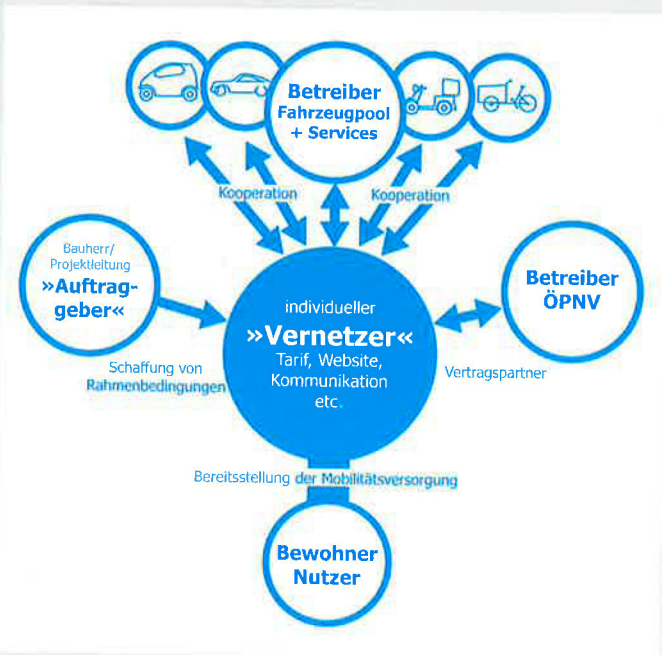 Betreiber
Fahrzeugpool
+ Services
Kooperation
Kooperation
Bauherr/
Projektleitung
»Auftrag-
geber«
Betreiber
ÖPNV
individueller
»Vernetzer«
Tarif, Website,
Kommunikation
etc.
Schaffung von
Rahmenbedingungen
Vertragspartner
Bereitsstellung der Mobilitätsversorgung
Bewohner
Nutzer